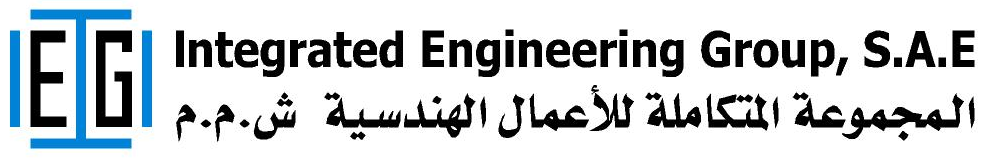 IEG
Integrated Engineering Group, S.A.E
المجموعة المتكاملة للأعمال الهندسية ش.م.م